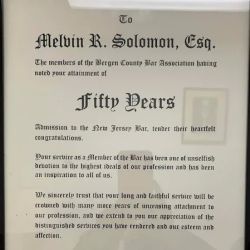 To
Melvin R. Solomon, Esq.
The members of the Bergen County Bar Association having
noted your attainment of
Fifty Years
Admission to the New Jersey Bar, tender their heartfelt
congratulations.
Your service as a Member of the Bar has been one of unselfish
devotion to the highest ideals of our profession and has been
an inspiration to all of us.
We sincerely trust that your long and faithful service will be
crowned with many more years of unceasing attachment to
our profession, and we extend to you our appreciation of the
distinguished services you have rendered and our esteem and
affection.